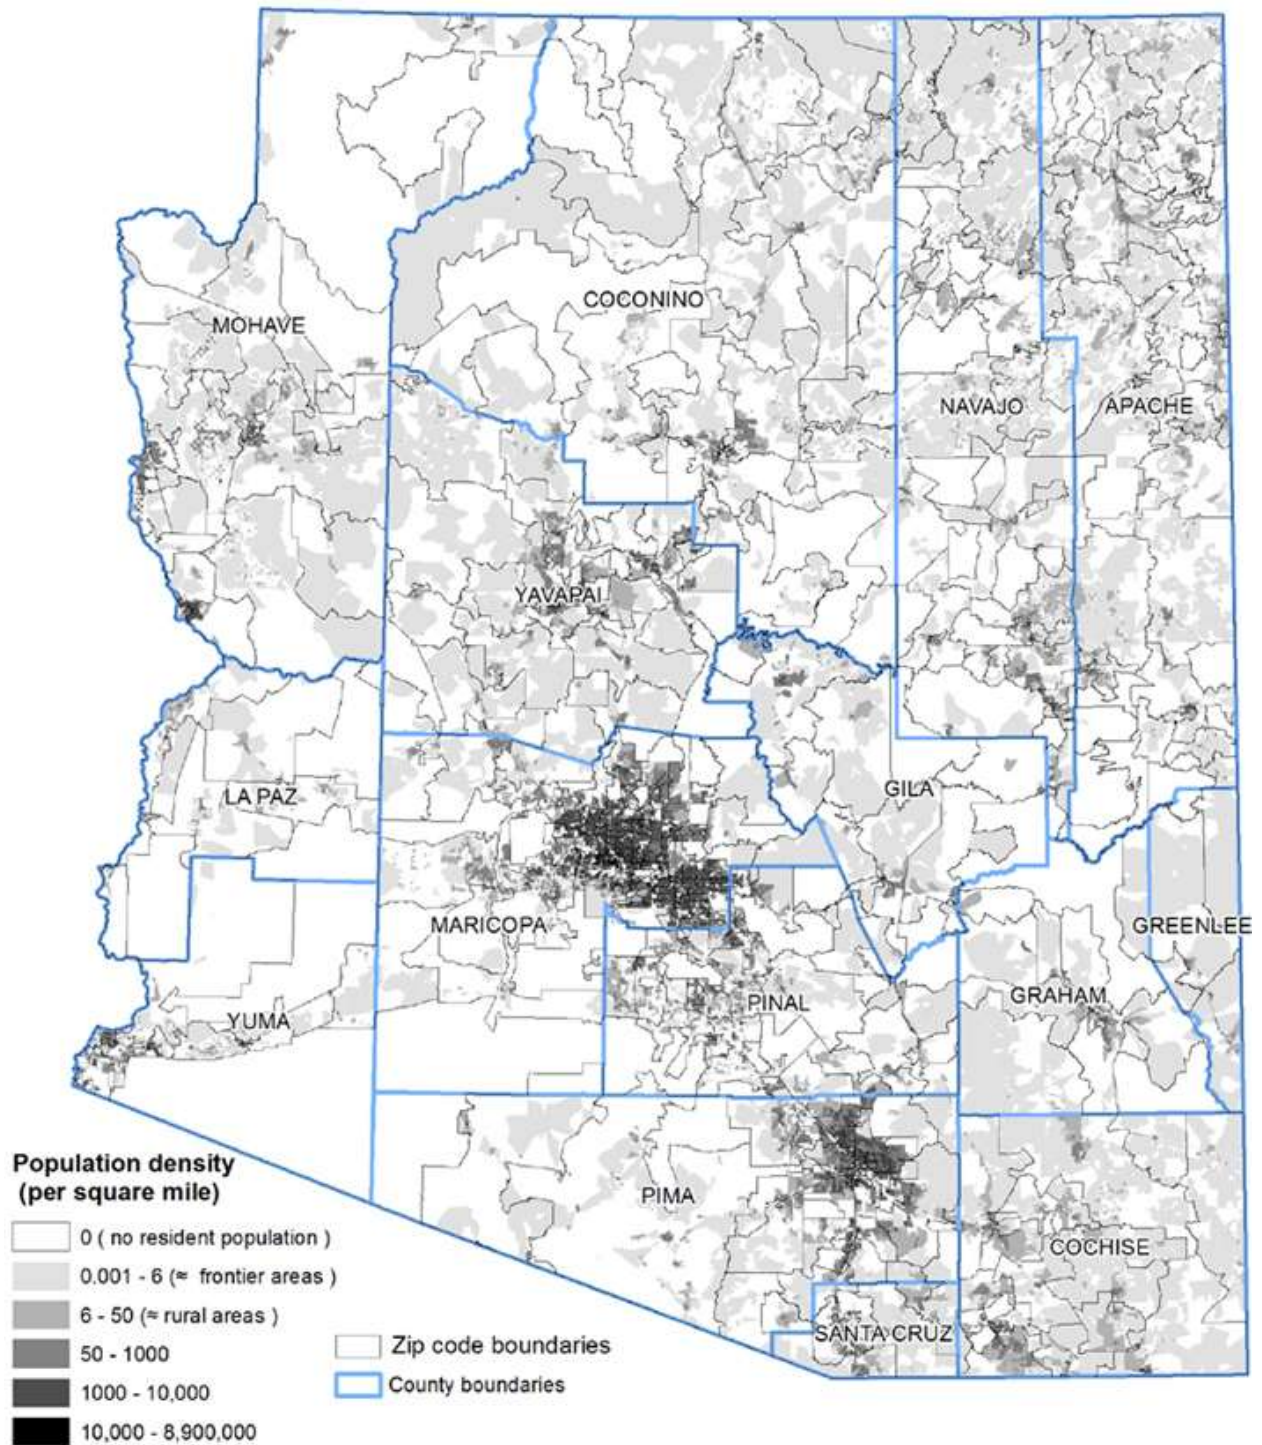 COCONINO
MOHAVE
NAVAJO
APACHE
YAVAPAI
LA PAZ
GILA
MARICOPA
GREENLEE
GRAHAM
PINAL
YUMA
Population density
(per square mile)
PIMA
0 ( no resident population )
COCHISE
0.001 - 6 (≈ frontier areas )
6 - 50 (≈ rural areas )
SANTA CRUZ
50 - 1000
Zip code boundaries
1000 - 10,000
County boundaries
10,000 - 8,900,000